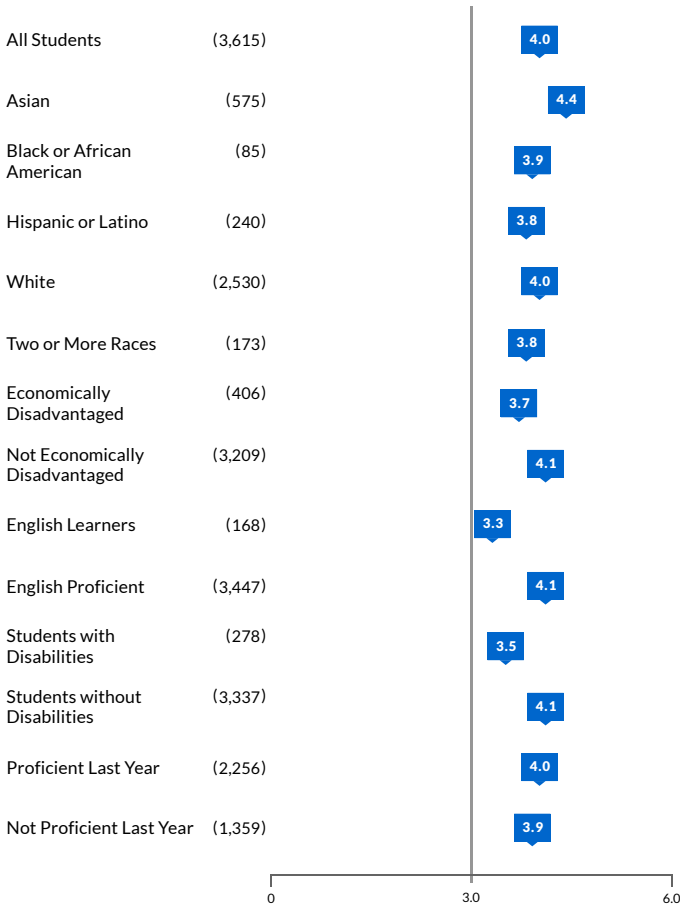 All Students (3,615) 4.0
Asian (575) 4.4
Black or African (85) 3.9
American
Hispanic or Latino (240) 3.8
White (2,530) 4.0
Two or More Races (173) 3.8
Economically (406) 3.7
Disadvantaged
Not Economically (3,209) 4.1
Disadvantaged
English Learners (168) 3.3
English Proficient (3,447) 4.1
Students with (278) 3.5
Disabilities
Students without (3,337) 4.1
Disabilities
Proficient Last Year (2,256) 4.0
Not Proficient Last Year (1,359) 3.9
0 3.0 6.0